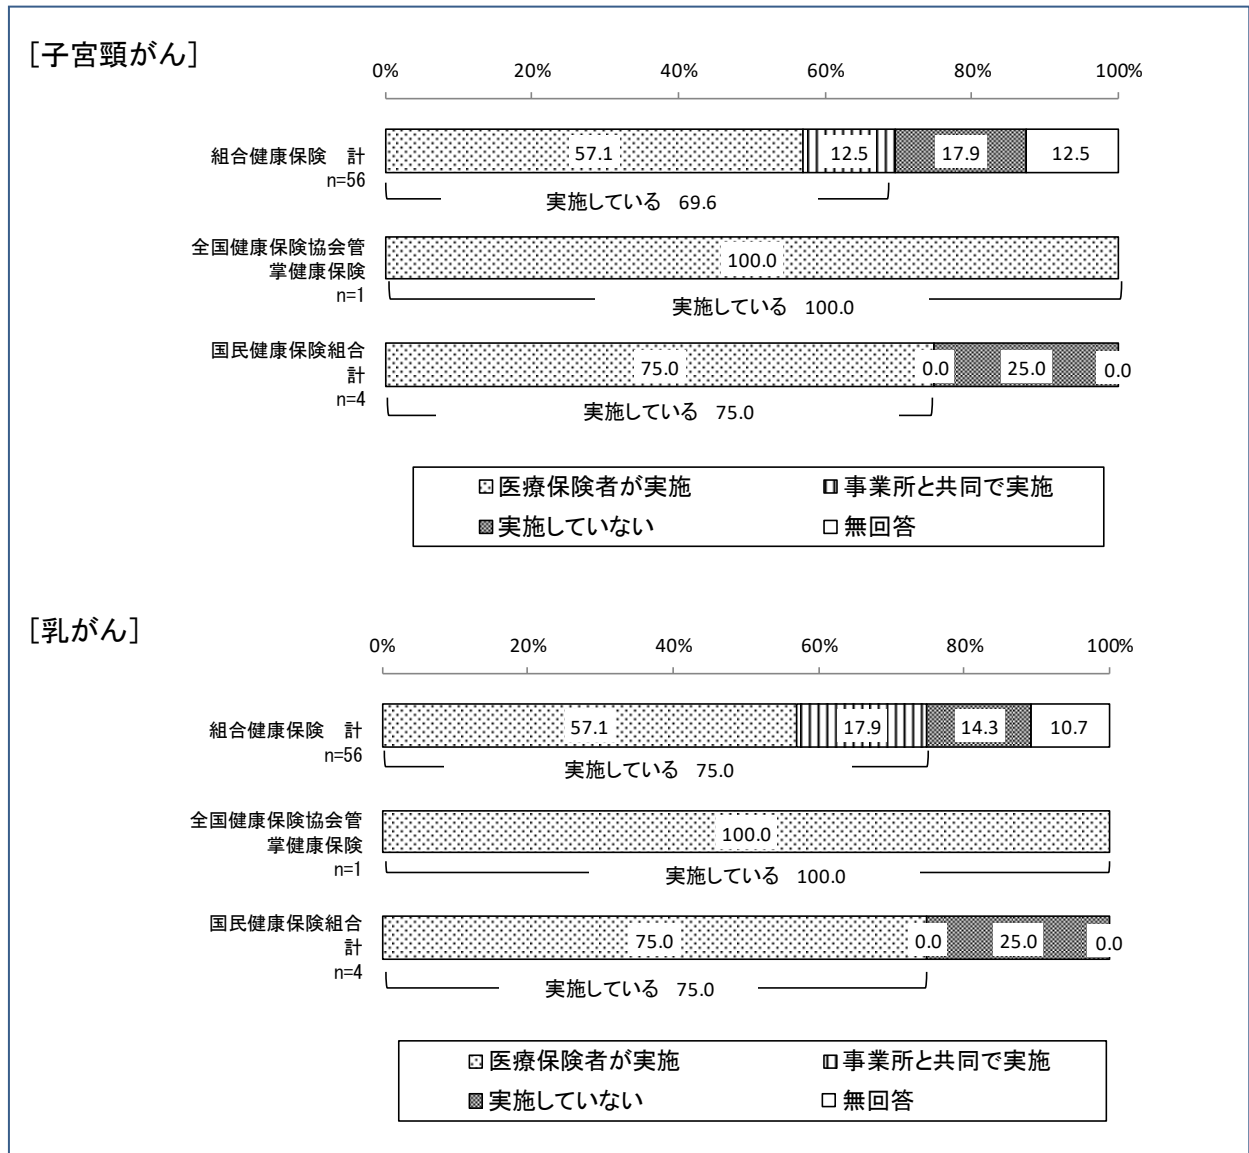 [子宮頸がん]
0% 20% 40% 60% 80% 100%
組合健康保険　計
n=56
57.1 12.5 17.9 12.5
実施している 69.6
全国健康保険協会管
掌健康保険
n=1
100.0
実施している 100.0
国民健康保険組合
計
n=4
75.0 0.0 25.0 0.0
実施している 75.0
医療保険者が実施 事業所と共同で実施
実施していない 無回答
[乳がん]
0% 20% 40% 60% 80% 100%
組合健康保険　計
n=56
57.1 17.9 14.3 10.7
実施している 75.0
全国健康保険協会管
掌健康保険
n=1
100.0
実施している 100.0
国民健康保険組合
計
n=4
75.0 0.0 25.0 0.0
実施している 75.0
医療保険者が実施 事業所と共同で実施
実施していない 無回答